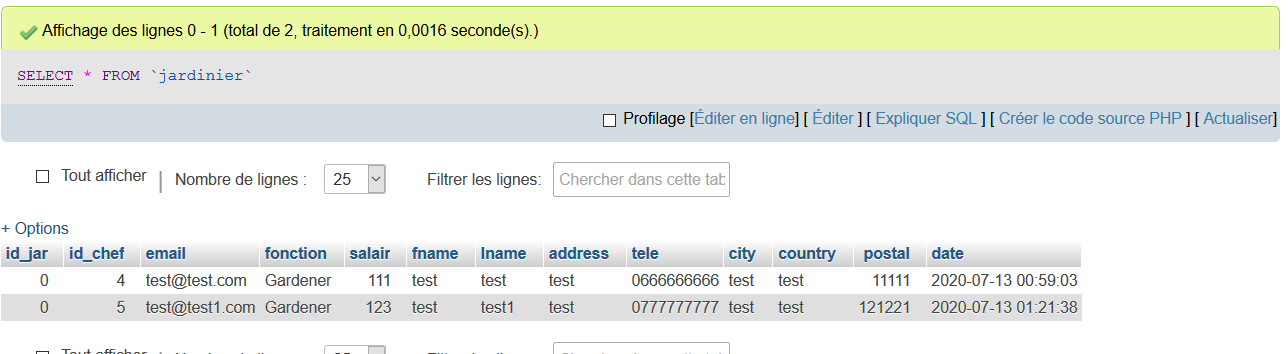 Affichage des lignes 0 - 1 (total de 2, traitement en 0,0016 seconde(s).)
SELECT * FROM `jardinier`
Profilage [Éditer en ligne] [ Éditer ] [ Expliquer SQL ] [ Créer le code source PHP ] [ Actualiser]
Tout afficher | Nombre de lignes : 25 Filtrer les lignes: Chercher dans cette tab
+ Options
id_jar id_chef email fonction salair fname lname address tele city country postal date
0 4 test@test.com Gardener 111 test test test 0666666666 test test 11111 2020-07-13 00:59:03
0 5 test@test1.com Gardener 123 test test1 test 0777777777 test test 121221 2020-07-13 01:21:38